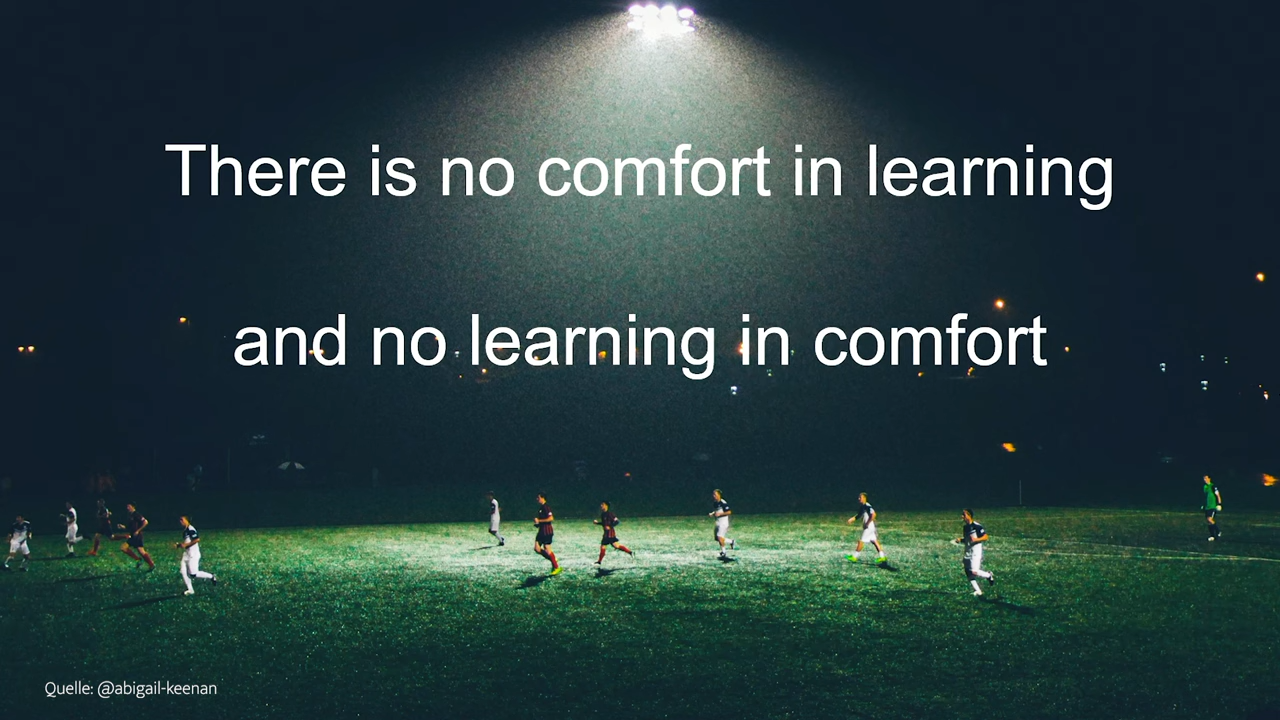 There is no comfort in learning
and no learning in comfort
Quelle: @abigail-keenan